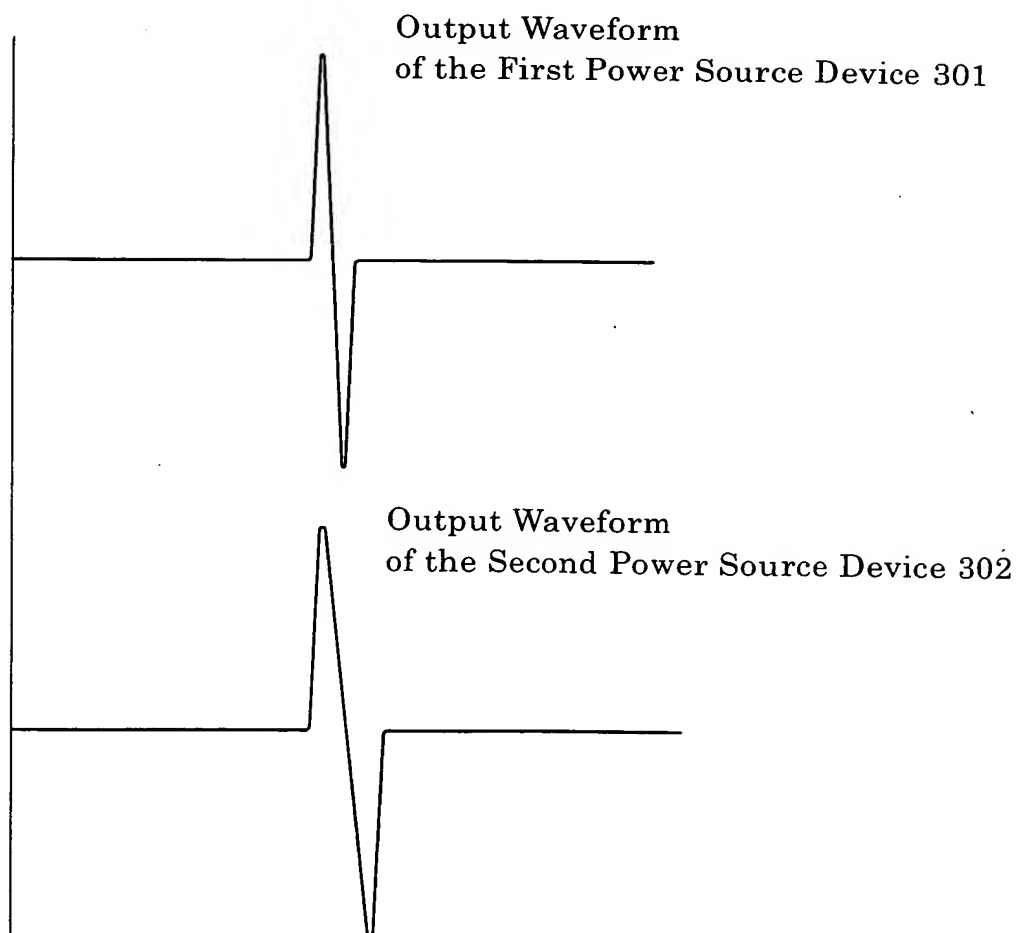 Output Waveform
of the First Power Source Device 301
Output Waveform
of the Second Power Source Device 302